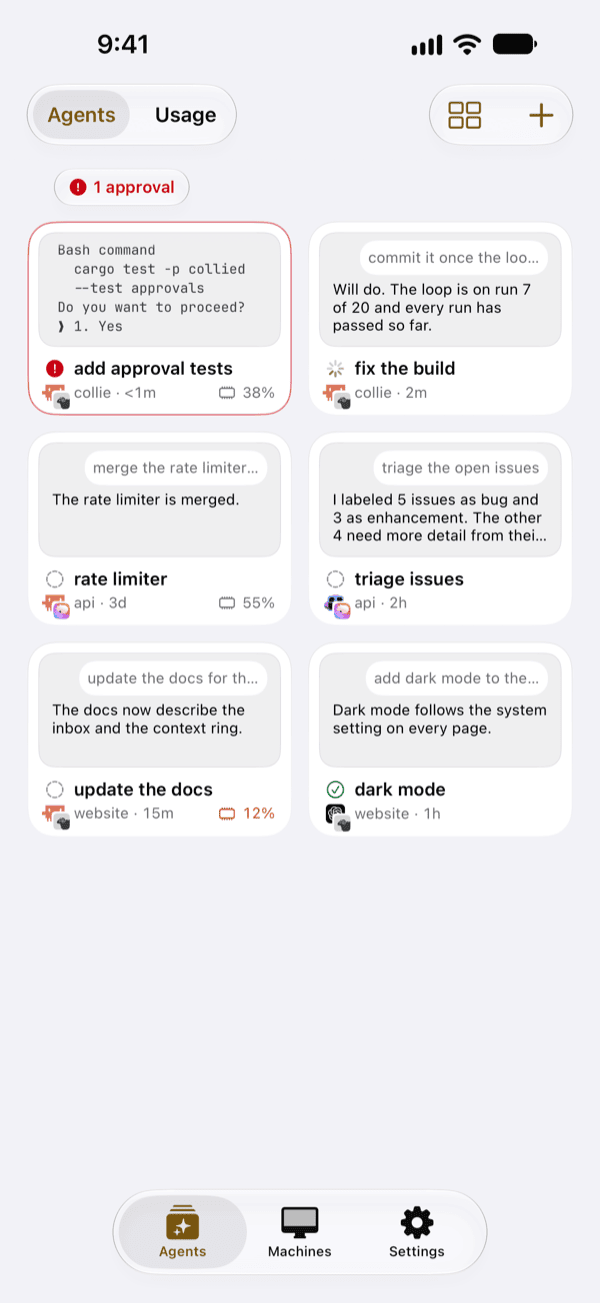 9:41
Agents
Usage
1 approval
Bash command
cargo test -p collied
--test approvals
Do you want to proceed?
❯ 1. Yes
add approval tests
collie · <1m
38%
commit it once the loo...
Will do. The loop is on run 7
of 20 and every run has
passed so far.
fix the build
collie · 2m
merge the rate limiter...
The rate limiter is merged.
rate limiter
api · 3d
55%
triage the open issues
I labeled 5 issues as bug and
3 as enhancement. The other
4 need more detail from thei...
triage issues
api · 2h
update the docs for th...
The docs now describe the
inbox and the context ring.
update the docs
website · 15m
12%
add dark mode to the...
Dark mode follows the system
setting on every page.
dark mode
website · 1h
Agents
Machines
Settings